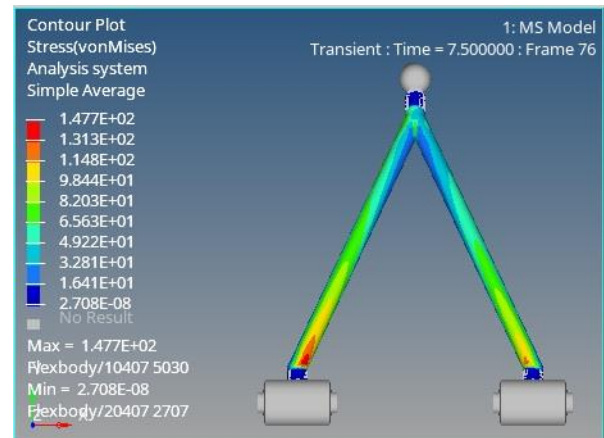 Contour Plot
Stress(vonMises)
Analysis system
Simple Average
1.477E+02
1.313E+02
1.148E+02
9.844E+01
8.203E+01
6.563E+01
4.922E+01
3.281E+01
1.641E+01
2.708E-08
No Result
Max = 1.477E+02
Flexbody/10407 5030
Min = 2.708E-08
Flexbody/20407 2707
1: MS Model
Transient : Time = 7.500000 : Frame 76